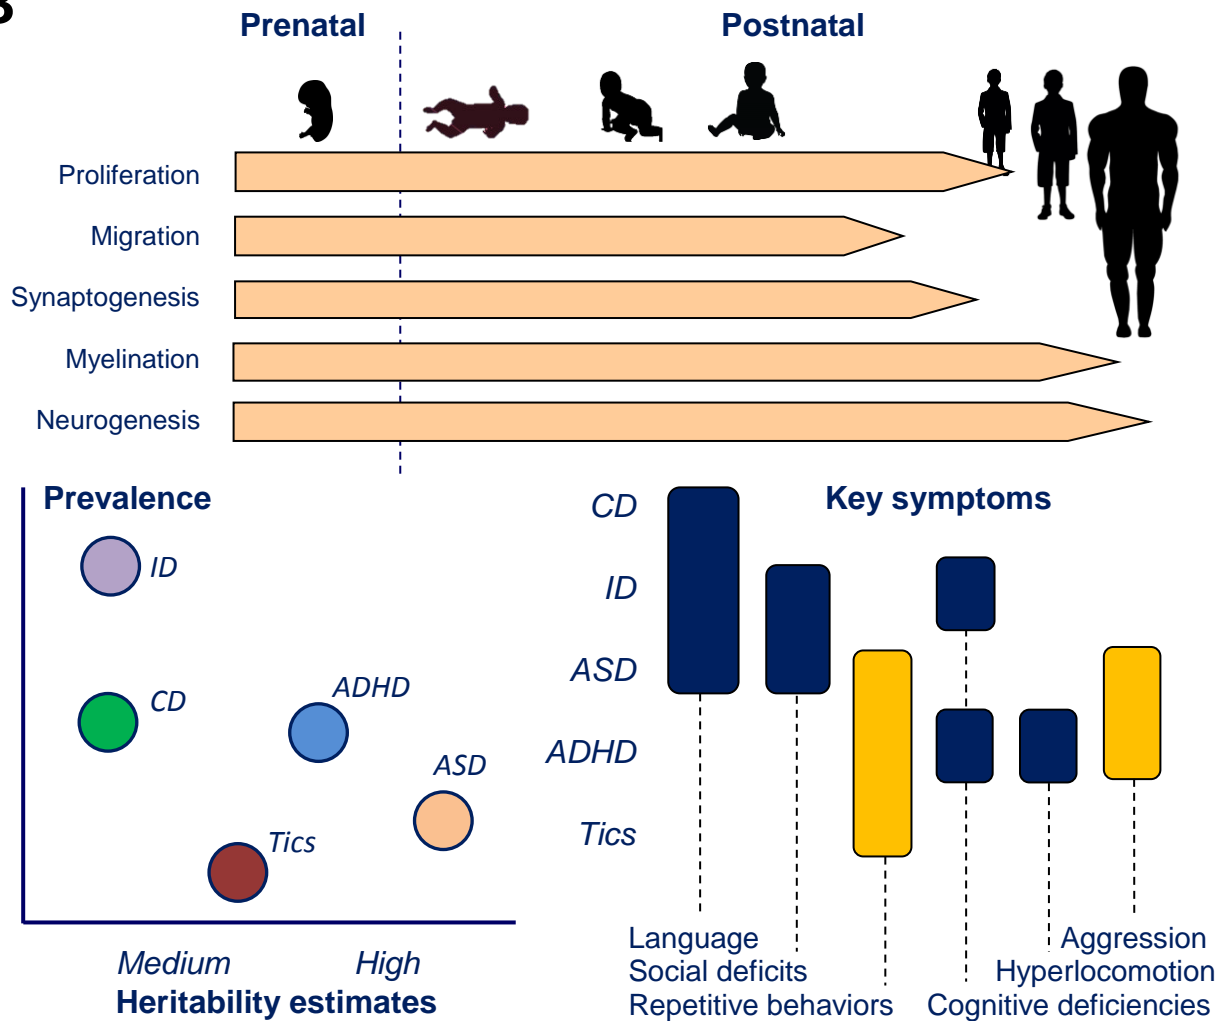 B
Prenatal
Postnatal
Proliferation
Migration
Synaptogenesis
Myelination
Neurogenesis
Prevalence
ID
CD
ADHD
ASD
Tics
Medium
High
Heritability estimates
Key symptoms
CD
ID
ASD
ADHD
Tics
Language
Social deficits
Repetitive behaviors
Aggression
Hyperlocomotion
Cognitive deficiencies